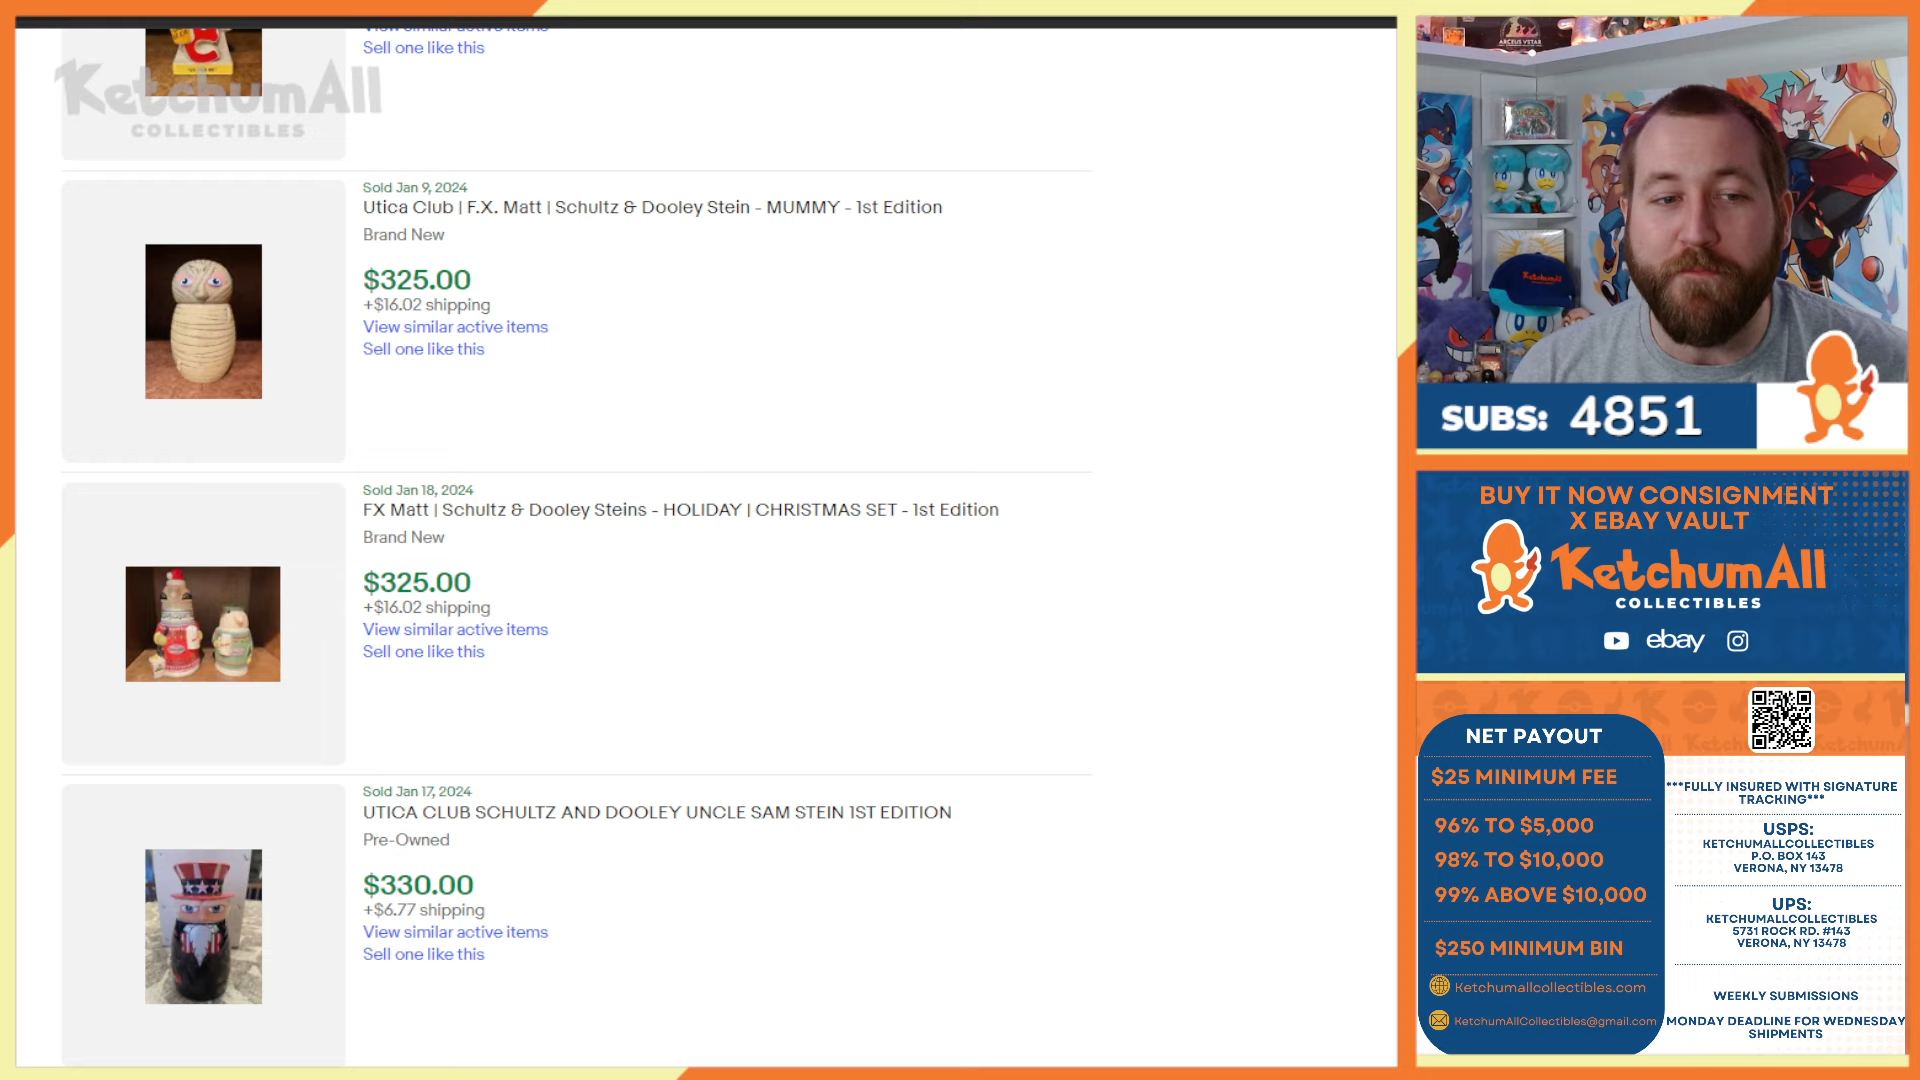 View similar active items
Sell one like this
KetchumAll
COLLECTIBLES
Sold Jan 9, 2024
Utica Club | F.X. Matt | Schultz & Dooley Stein - MUMMY - 1st Edition
Brand New
$325.00
+$16.02 shipping
View similar active items
Sell one like this
Sold Jan 18, 2024
FX Matt | Schultz & Dooley Steins - HOLIDAY | CHRISTMAS SET - 1st Edition
Brand New
$325.00
+$16.02 shipping
View similar active items
Sell one like this
Sold Jan 17, 2024
UTICA CLUB SCHULTZ AND DOOLEY UNCLE SAM STEIN 1ST EDITION
Pre-Owned
$330.00
+$6.77 shipping
View similar active items
Sell one like this
ARCEUS VSTAR
KetchumAll
SUBS: 4851
BUY IT NOW CONSIGNMENT
X EBAY VAULT
KetchumAll
COLLECTIBLES
ebay
NET PAYOUT
$25 MINIMUM FEE
96% TO $5,000
98% TO $10,000
99% ABOVE $10,000
$250 MINIMUM BIN
Ketchumallcollectibles.com
KetchumAllCollectibles@gmail.com
***FULLY INSURED WITH SIGNATURE
TRACKING***
USPS:
KETCHUMALLCOLLECTIBLES
P.O. BOX 143
VERONA, NY 13478
UPS:
KETCHUMALLCOLLECTIBLES
5731 ROCK RD. #143
VERONA, NY 13478
WEEKLY SUBMISSIONS
MONDAY DEADLINE FOR WEDNESDAY
SHIPMENTS